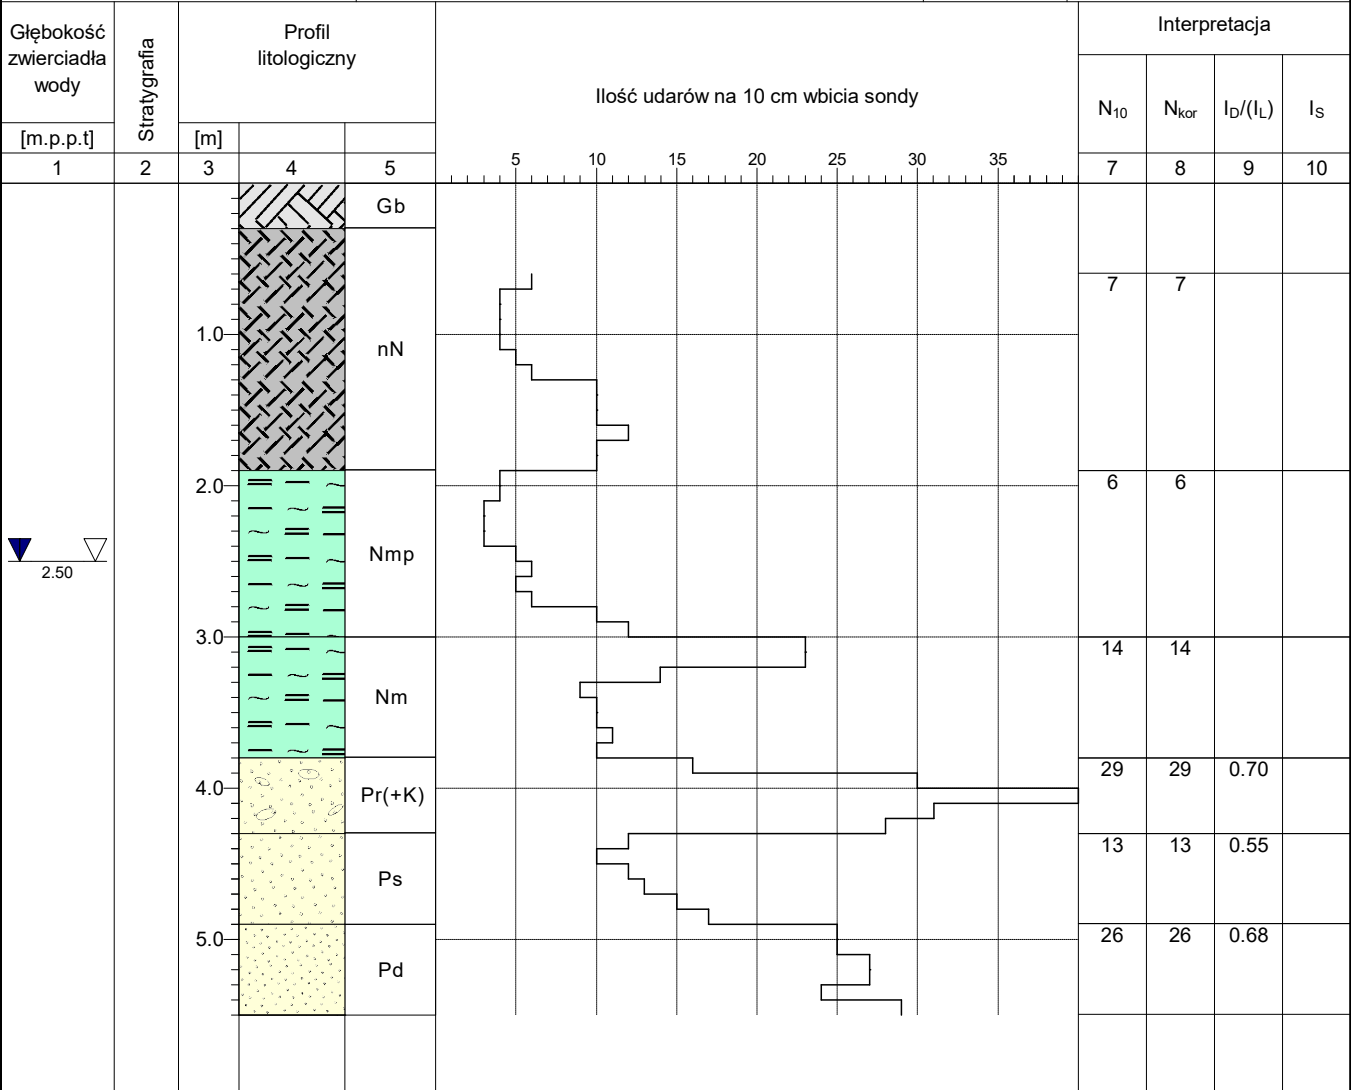 Głębokość
zwierciadła
wody
[m.p.p.t]
Stratygrafia
Profil
litologiczny
[m]
Ilość udarów na 10 cm wbicia sondy
Interpretacja
N10 Nkor ID/(IL) IS
1 2 3 4 5 7 8 9 10
5 10 15 20 25 30 35
Gb
7 7
1.0 nN
2.0 6 6
2.50 Nmp
3.0 14 14
Nm
29 29 0.70
4.0 Pr(+K)
13 13 0.55
Ps
5.0 26 26 0.68
Pd